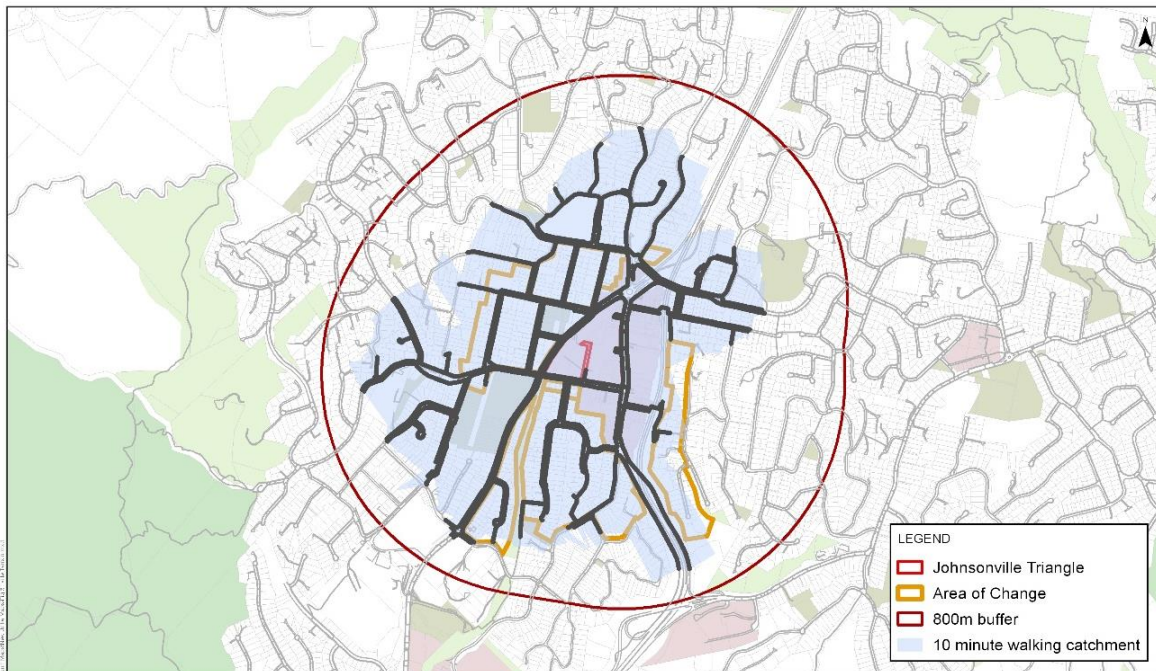 N
LEGEND
Johnsonville Triangle
Area of Change
800m buffer
10 minute walking catchment